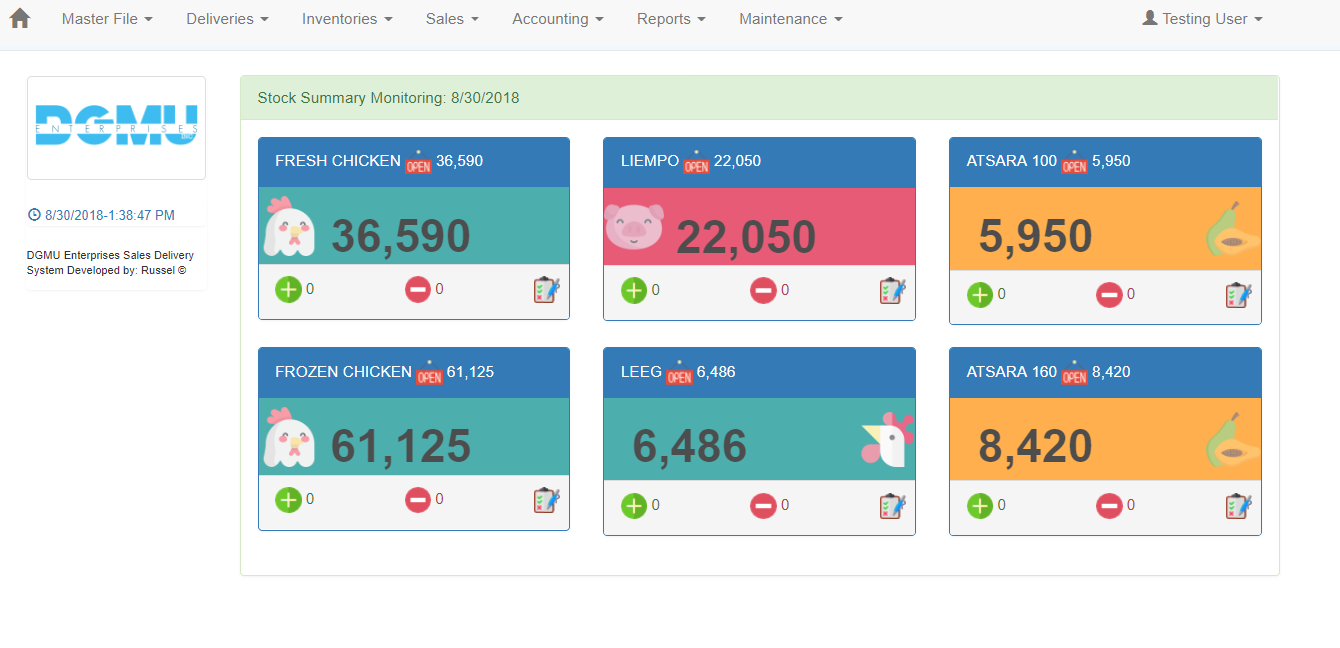 Master File Deliveries Inventories Sales Accounting Reports Maintenance Testing User
DGMU
ENTERPRISES
INC.
8/30/2018-1:38:47 PM
DGMU Enterprises Sales Delivery
System Developed by: Russel ©
Stock Summary Monitoring: 8/30/2018
FRESH CHICKEN OPEN 36,590
36,590
0 0
LIEMPO OPEN 22,050
22,050
0 0
ATSARA 100 OPEN 5,950
5,950
0 0
FROZEN CHICKEN OPEN 61,125
61,125
0 0
LEEG OPEN 6,486
6,486
0 0
ATSARA 160 OPEN 8,420
8,420
0 0